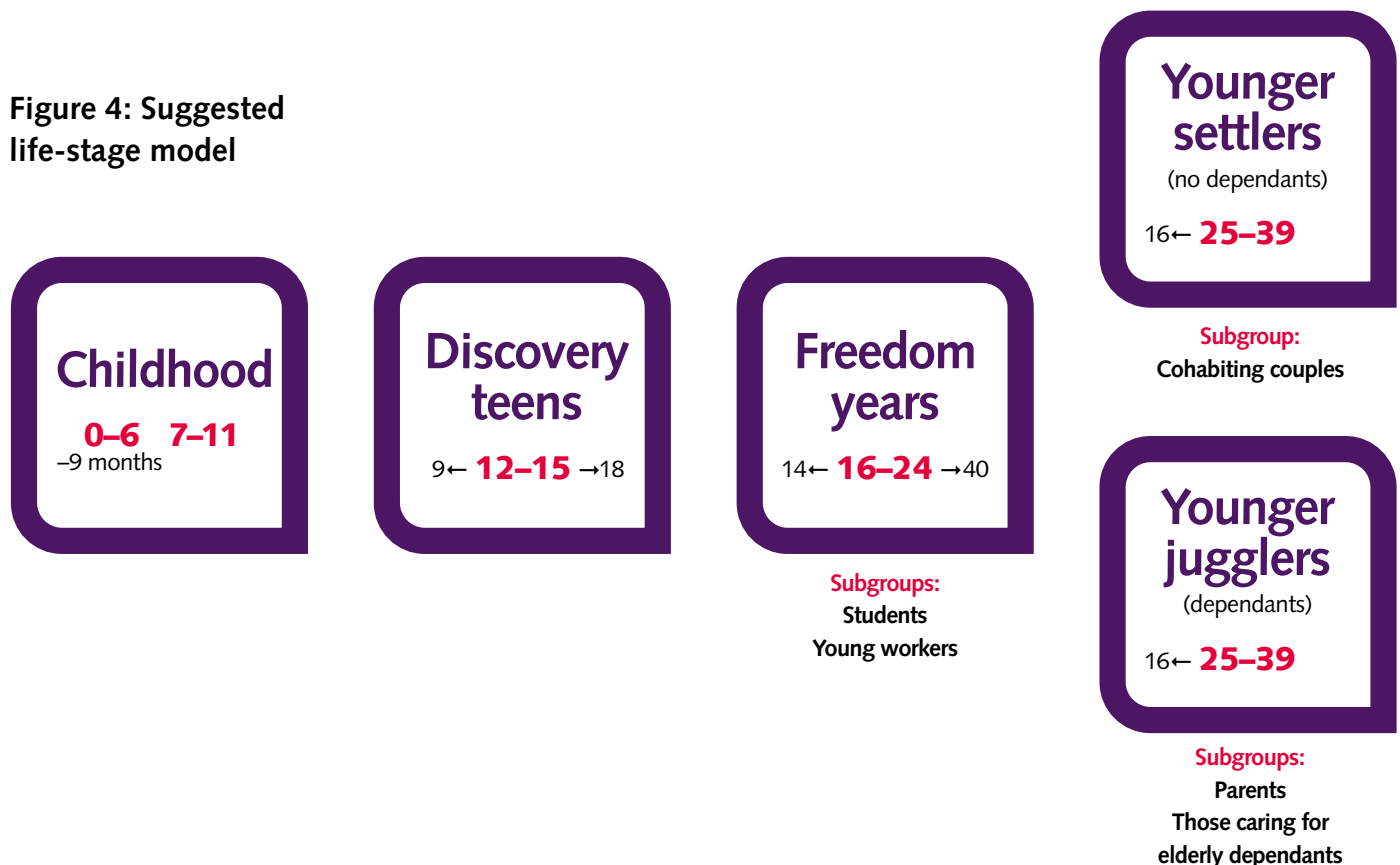 Figure 4: Suggested
life-stage model
Childhood
0–6 7–11
–9 months
Discovery
teens
9← 12–15 →18
Freedom
years
14← 16–24 →40
Subgroups:
Students
Young workers
Younger
settlers
(no dependants)
16← 25–39
Subgroup:
Cohabiting couples
Younger
jugglers
(dependants)
16← 25–39
Subgroups:
Parents
Those caring for
elderly dependants